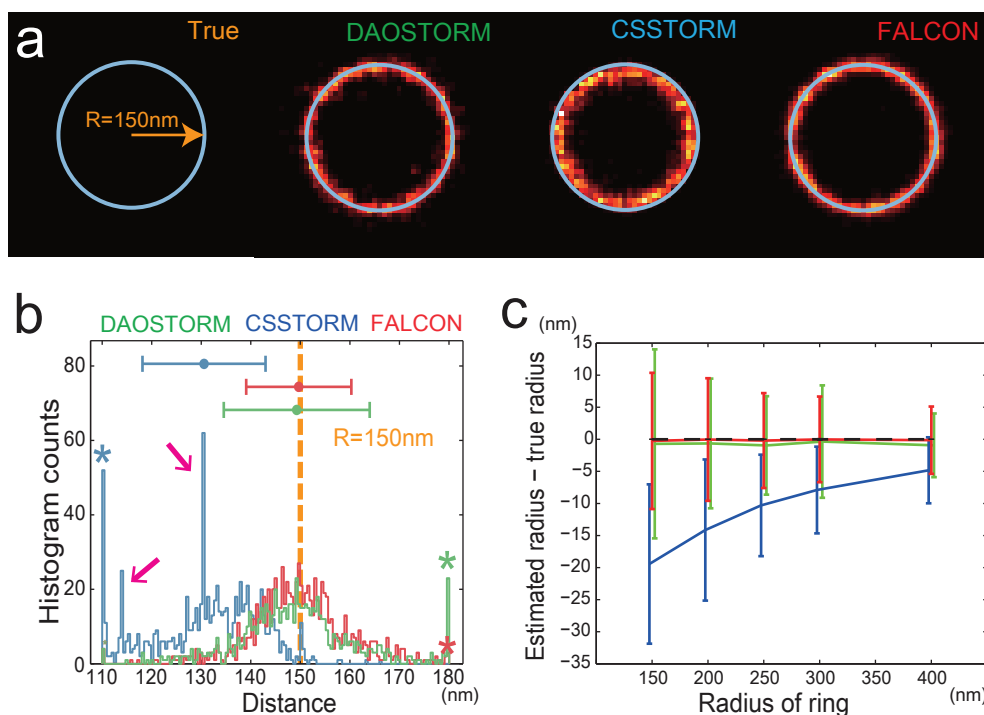 a
True
DAOSTORM
CSSTORM
FALCON
R=150nm
b
DAOSTORM
CSSTORM
FALCON
Histogram counts
80
60
40
20
0
R=150nm
*
*
*
110
120
130
140
150
160
170
180
(nm)
Distance
c
(nm)
Estimated radius − true radius
15
10
5
0
−5
−10
−15
−20
−25
−30
−35
150
200
250
300
350
400
(nm)
Radius of ring